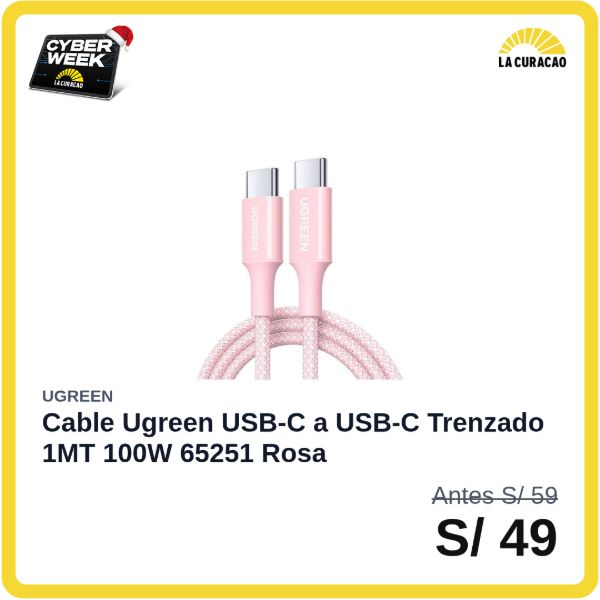 CYBER
WEEK
LA CURACAO
LA CURACAO
UGREEN
UGREEN
UGREEN
Cable Ugreen USB-C a USB-C Trenzado
1MT 100W 65251 Rosa
Antes S/ 59
S/ 49